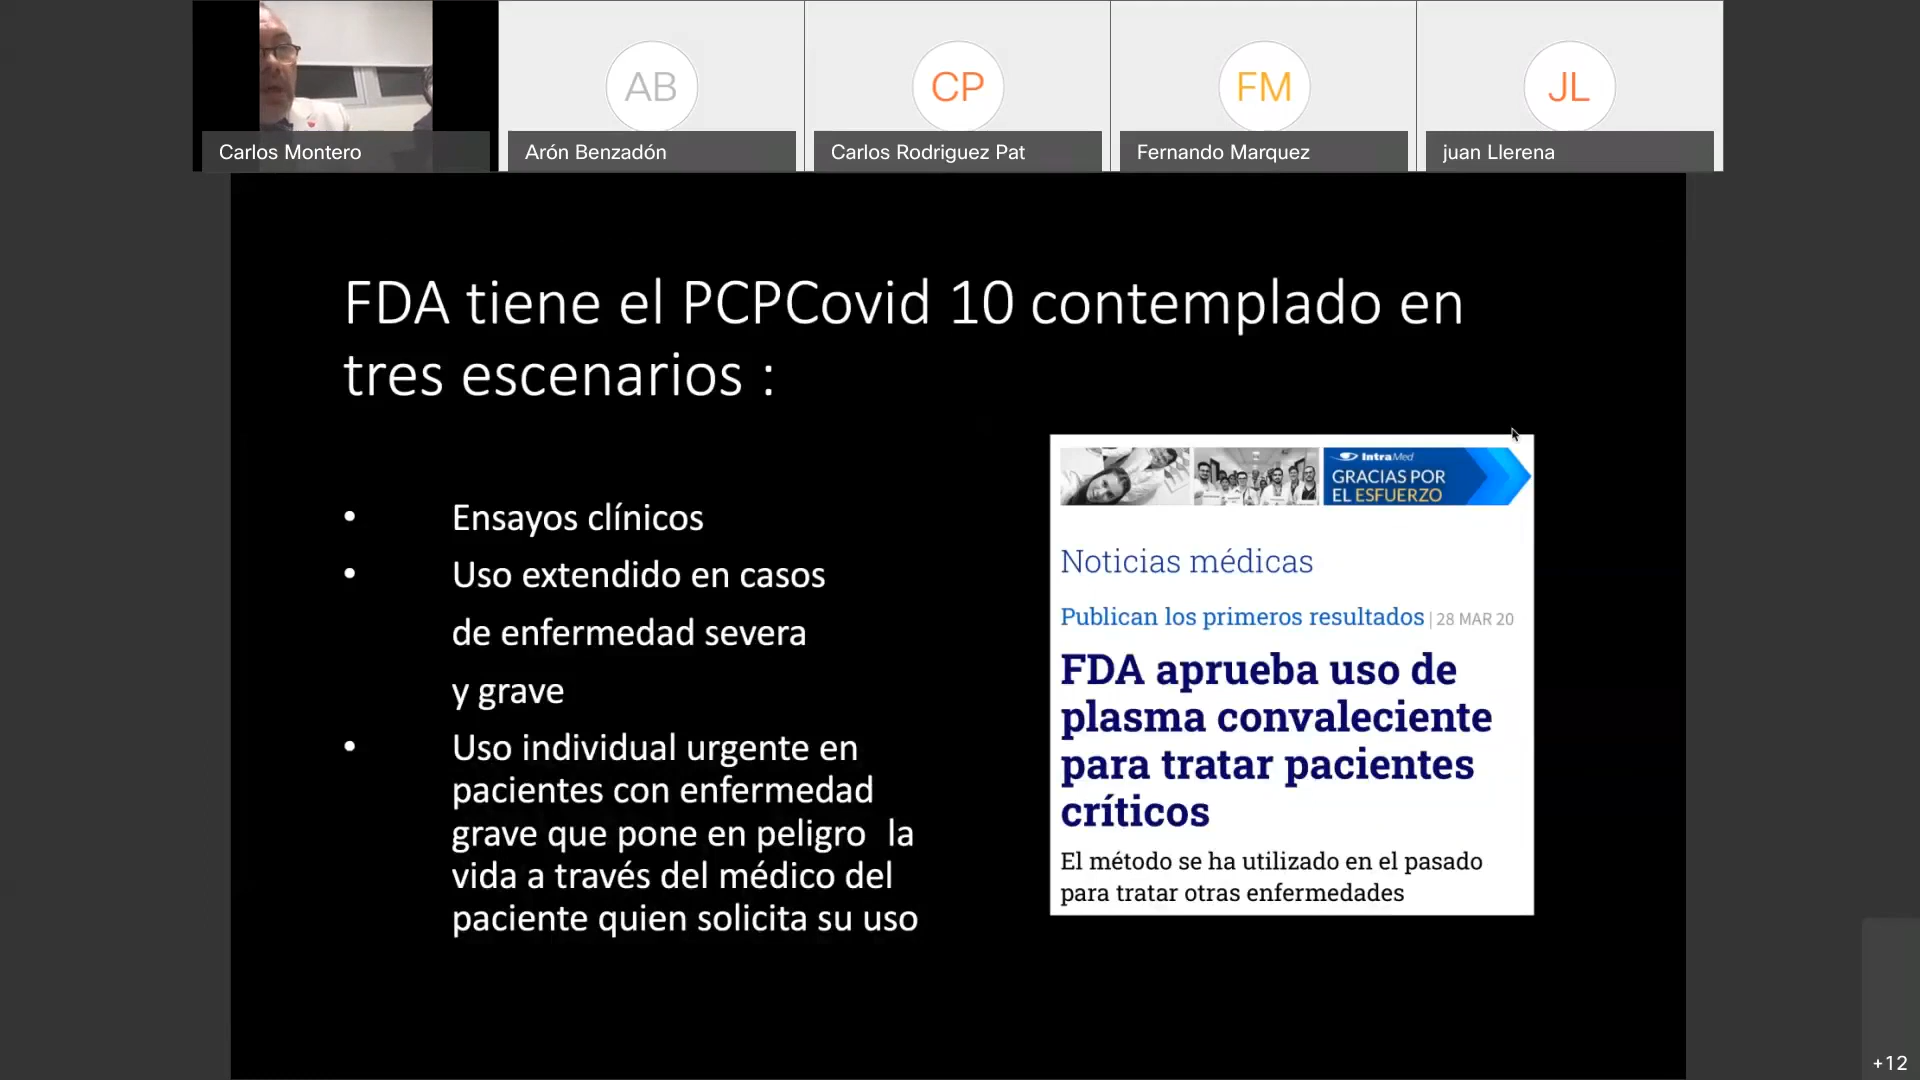 Carlos Montero
AB
Arón Benzadón
CP
Carlos Rodriguez Pat
FM
Fernando Marquez
JL
juan Llerena
FDA tiene el PCPCovid 10 contemplado en
tres escenarios :
• Ensayos clínicos
• Uso extendido en casos
de enfermedad severa
y grave
• Uso individual urgente en
pacientes con enfermedad
grave que pone en peligro la
vida a través del médico del
paciente quien solicita su uso
IntraMed
GRACIAS POR
EL ESFUERZO
Noticias médicas
Publican los primeros resultados | 28 MAR 20
FDA aprueba uso de
plasma convaleciente
para tratar pacientes
críticos
El método se ha utilizado en el pasado
para tratar otras enfermedades
+12